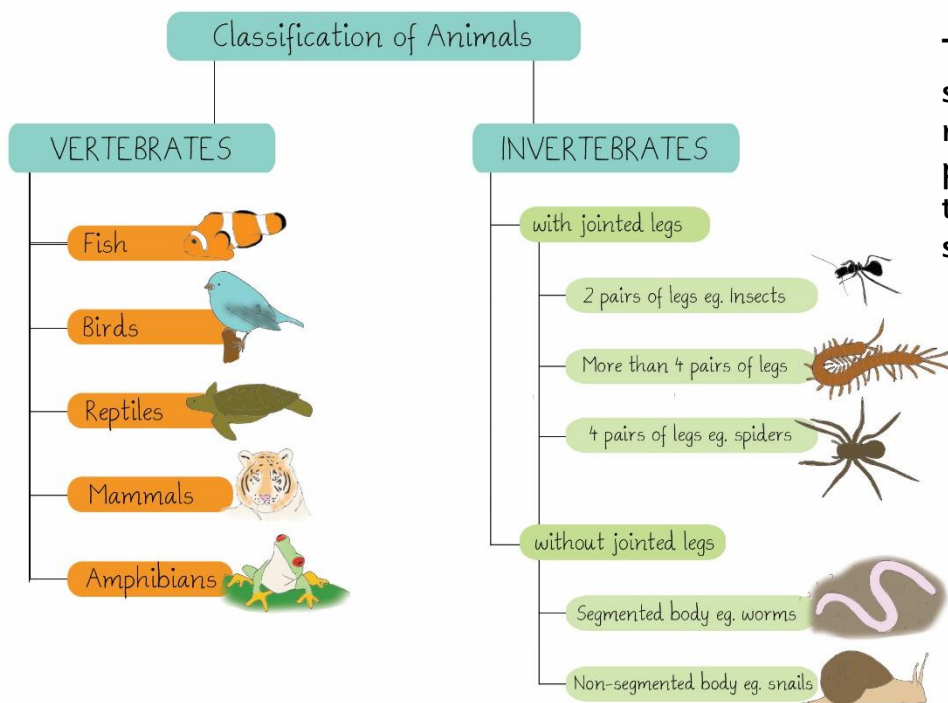 Classification of Animals
VERTEBRATES
Fish
Birds
Reptiles
Mammals
Amphibians
INVERTEBRATES
with jointed legs
2 pairs of legs eg. Insects
More than 4 pairs of legs
4 pairs of legs eg. spiders
without jointed legs
Segmented body eg. worms
Non-segmented body eg. snails